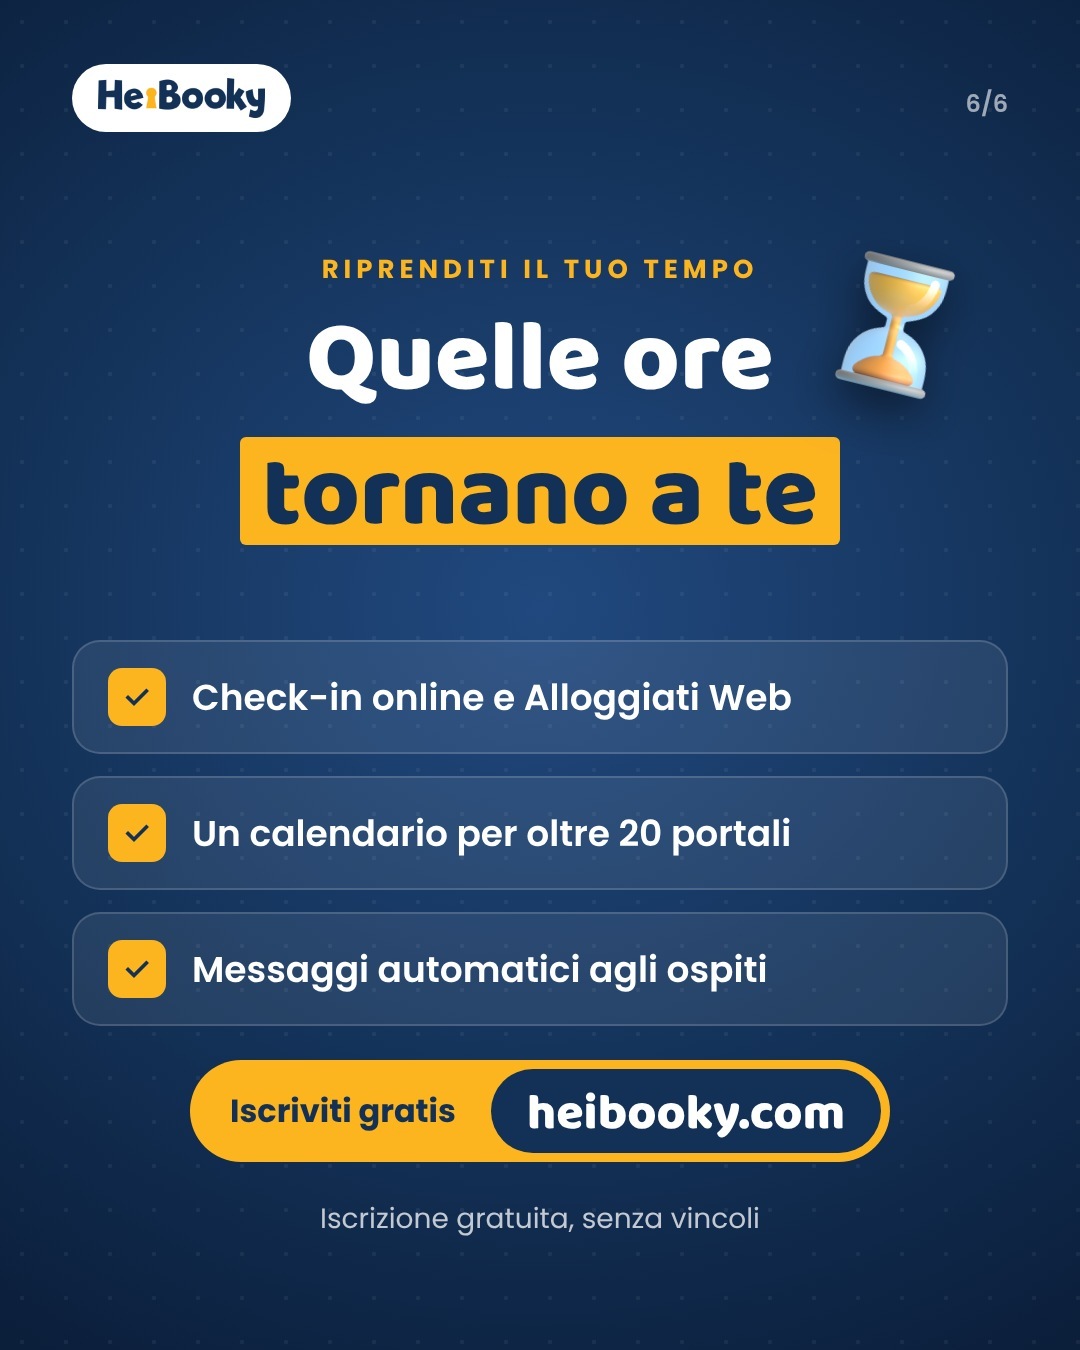 HeiBooky
6/6
RIPRENDITI IL TUO TEMPO
Quelle ore
tornano a te
Check-in online e Alloggiati Web
Un calendario per oltre 20 portali
Messaggi automatici agli ospiti
Iscriviti gratis
heibooky.com
Iscrizione gratuita, senza vincoli